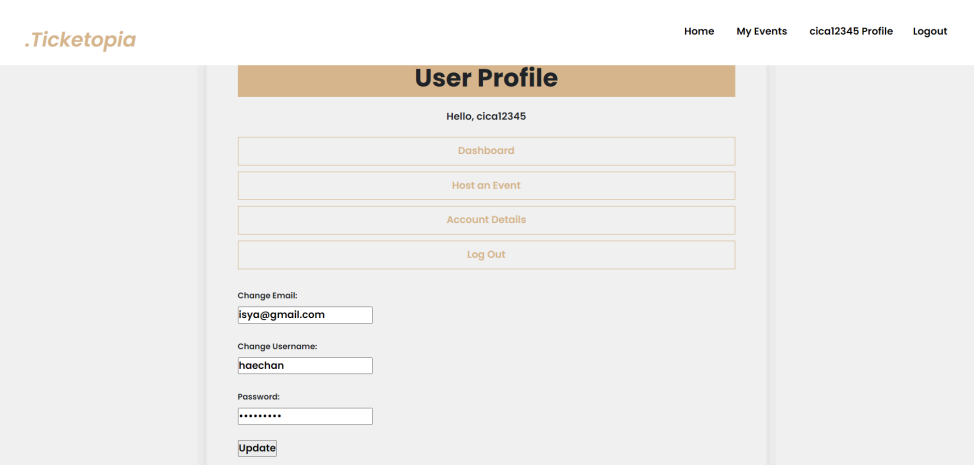 .Ticketopia
Home My Events cica12345 Profile Logout
User Profile
Hello, cica12345
Dashboard
Host an Event
Account Details
Log Out
Change Email:
isya@gmail.com
Change Username:
haechan
Password:
•••••••••
Update